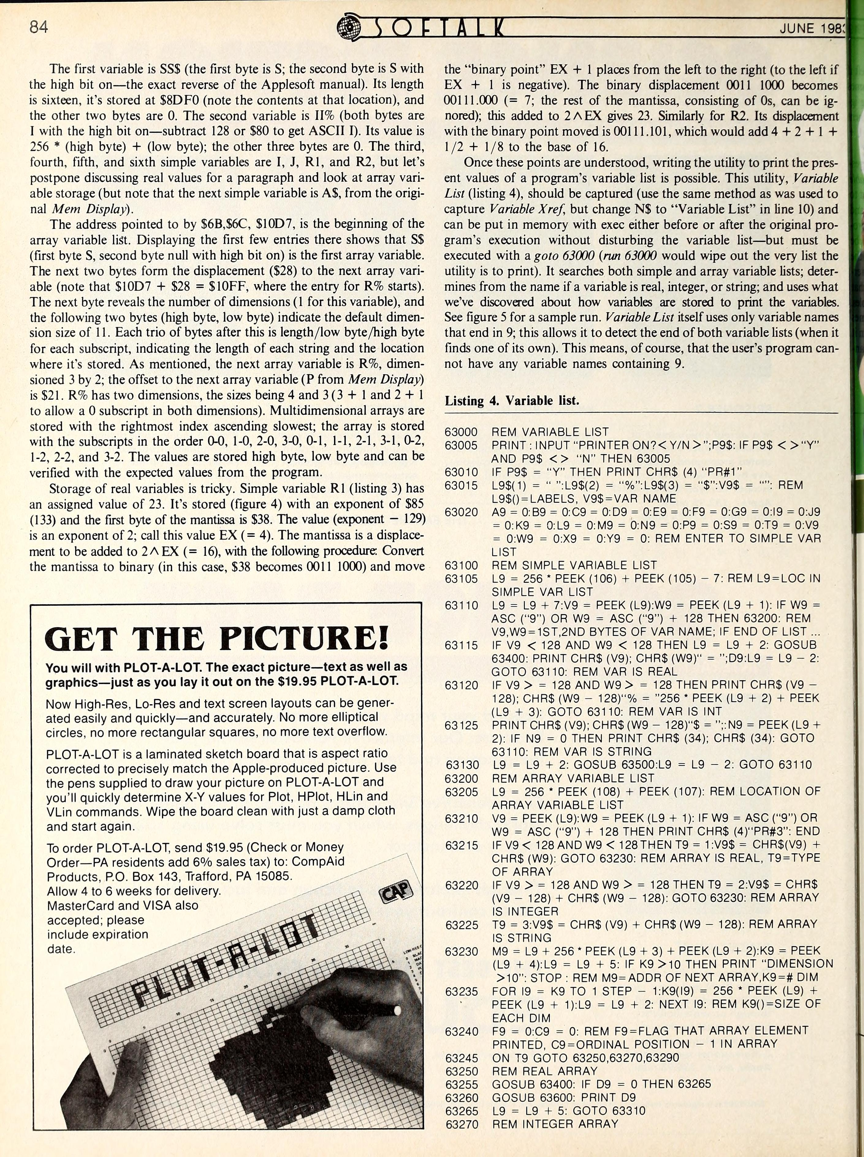 84
SOFTALK
JUNE 198
The first variable is SS$ (the first byte is S; the second byte is S with
the high bit on—the exact reverse of the Applesoft manual). Its length
is sixteen, it's stored at $8DF0 (note the contents at that location), and
the other two bytes are 0. The second variable is II% (both bytes are
I with the high bit on—subtract 128 or $80 to get ASCII I). Its value is
256 * (high byte) + (low byte); the other three bytes are 0. The third,
fourth, fifth, and sixth simple variables are I, J, R1, and R2, but let's
postpone discussing real values for a paragraph and look at array vari-
able storage (but note that the next simple variable is A$, from the origi-
nal Mem Display).
The address pointed to by $6B,$6C, $10D7, is the beginning of the
array variable list. Displaying the first few entries there shows that S$
(first byte S, second byte null with high bit on) is the first array variable.
The next two bytes form the displacement ($28) to the next array vari-
able (note that $10D7 + $28 = $10FF, where the entry for R% starts).
The next byte reveals the number of dimensions (1 for this variable), and
the following two bytes (high byte, low byte) indicate the default dimen-
sion size of 11. Each trio of bytes after this is length/low byte/high byte
for each subscript, indicating the length of each string and the location
where it's stored. As mentioned, the next array variable is R%, dimen-
sioned 3 by 2; the offset to the next array variable (P from Mem Display)
is $21. R% has two dimensions, the sizes being 4 and 3 (3 + 1 and 2 + 1
to allow a 0 subscript in both dimensions). Multidimensional arrays are
stored with the rightmost index ascending slowest; the array is stored
with the subscripts in the order 0-0, 1-0, 2-0, 3-0, 0-1, 1-1, 2-1, 3-1, 0-2,
1-2, 2-2, and 3-2. The values are stored high byte, low byte and can be
verified with the expected values from the program.
Storage of real variables is tricky. Simple variable R1 (listing 3) has
an assigned value of 23. It's stored (figure 4) with an exponent of $85
(133) and the first byte of the mantissa is $38. The value (exponent − 129)
is an exponent of 2; call this value EX (= 4). The mantissa is a displace-
ment to be added to 2∧EX (= 16), with the following procedure: Convert
the mantissa to binary (in this case, $38 becomes 0011 1000) and move
the "binary point" EX + 1 places from the left to the right (to the left if
EX + 1 is negative). The binary displacement 0011 1000 becomes
00111.000 (= 7; the rest of the mantissa, consisting of 0s, can be ig-
nored); this added to 2∧EX gives 23. Similarly for R2. Its displacement
with the binary point moved is 00111.101, which would add 4 + 2 + 1 +
1/2 + 1/8 to the base of 16.
Once these points are understood, writing the utility to print the pres-
ent values of a program's variable list is possible. This utility, Variable
List (listing 4), should be captured (use the same method as was used to
capture Variable Xref, but change N$ to "Variable List" in line 10) and
can be put in memory with exec either before or after the original pro-
gram's execution without disturbing the variable list—but must be
executed with a goto 63000 (run 63000 would wipe out the very list the
utility is to print). It searches both simple and array variable lists; deter-
mines from the name if a variable is real, integer, or string; and uses what
we've discovered about how variables are stored to print the variables.
See figure 5 for a sample run. Variable List itself uses only variable names
that end in 9; this allows it to detect the end of both variable lists (when it
finds one of its own). This means, of course, that the user's program can-
not have any variable names containing 9.
Listing 4. Variable list.
63000 REM VARIABLE LIST
63005 PRINT : INPUT "PRINTER ON?< Y/N >";P9$: IF P9$ < >"Y"
AND P9$ <> "N" THEN 63005
63010 IF P9$ = "Y" THEN PRINT CHR$ (4) "PR#1"
63015 L9$(1) = " ":L9$(2) = "%":L9$(3) = "$":V9$ = "": REM
L9$()=LABELS, V9$=VAR NAME
63020 A9 = 0:B9 = 0:C9 = 0:D9 = 0:E9 = 0:F9 = 0:G9 = 0:I9 = 0:J9
= 0:K9 = 0:L9 = 0:M9 = 0:N9 = 0:P9 = 0:S9 = 0:T9 = 0:V9
= 0:W9 = 0:X9 = 0:Y9 = 0: REM ENTER TO SIMPLE VAR
LIST
63100 REM SIMPLE VARIABLE LIST
63105 L9 = 256 * PEEK (106) + PEEK (105) − 7: REM L9=LOC IN
SIMPLE VAR LIST
63110 L9 = L9 + 7:V9 = PEEK (L9):W9 = PEEK (L9 + 1): IF W9 =
ASC ("9") OR W9 = ASC ("9") + 128 THEN 63200: REM
V9,W9=1ST,2ND BYTES OF VAR NAME; IF END OF LIST ...
63115 IF V9 < 128 AND W9 < 128 THEN L9 = L9 + 2: GOSUB
63400: PRINT CHR$ (V9); CHR$ (W9)" = ";D9:L9 = L9 − 2:
GOTO 63110: REM VAR IS REAL
63120 IF V9 > = 128 AND W9 > = 128 THEN PRINT CHR$ (V9 −
128); CHR$ (W9 − 128)"% = "256 * PEEK (L9 + 2) + PEEK
(L9 + 3): GOTO 63110: REM VAR IS INT
63125 PRINT CHR$ (V9); CHR$ (W9 − 128)"$ = ";:N9 = PEEK (L9 +
2): IF N9 = 0 THEN PRINT CHR$ (34); CHR$ (34): GOTO
63110: REM VAR IS STRING
63130 L9 = L9 + 2: GOSUB 63500:L9 = L9 − 2: GOTO 63110
63200 REM ARRAY VARIABLE LIST
63205 L9 = 256 * PEEK (108) + PEEK (107): REM LOCATION OF
ARRAY VARIABLE LIST
63210 V9 = PEEK (L9):W9 = PEEK (L9 + 1): IF W9 = ASC ("9") OR
W9 = ASC ("9") + 128 THEN PRINT CHR$ (4)"PR#3": END
63215 IF V9 < 128 AND W9 < 128 THEN T9 = 1:V9$ = CHR$(V9) +
CHR$ (W9): GOTO 63230: REM ARRAY IS REAL, T9=TYPE
OF ARRAY
63220 IF V9 > = 128 AND W9 > = 128 THEN T9 = 2:V9$ = CHR$
(V9 − 128) + CHR$ (W9 − 128): GOTO 63230: REM ARRAY
IS INTEGER
63225 T9 = 3:V9$ = CHR$ (V9) + CHR$ (W9 − 128): REM ARRAY
IS STRING
63230 M9 = L9 + 256 * PEEK (L9 + 3) + PEEK (L9 + 2):K9 = PEEK
(L9 + 4):L9 = L9 + 5: IF K9 >10 THEN PRINT "DIMENSION
>10": STOP : REM M9=ADDR OF NEXT ARRAY,K9=# DIM
63235 FOR I9 = K9 TO 1 STEP − 1:K9(I9) = 256 * PEEK (L9) +
PEEK (L9 + 1):L9 = L9 + 2: NEXT I9: REM K9()=SIZE OF
EACH DIM
63240 F9 = 0:C9 = 0: REM F9=FLAG THAT ARRAY ELEMENT
PRINTED, C9=ORDINAL POSITION − 1 IN ARRAY
63245 ON T9 GOTO 63250,63270,63290
63250 REM REAL ARRAY
63255 GOSUB 63400: IF D9 = 0 THEN 63265
63260 GOSUB 63600: PRINT D9
63265 L9 = L9 + 5: GOTO 63310
63270 REM INTEGER ARRAY
GET THE PICTURE!
You will with PLOT-A-LOT. The exact picture—text as well as
graphics—just as you lay it out on the $19.95 PLOT-A-LOT.
Now High-Res, Lo-Res and text screen layouts can be gener-
ated easily and quickly—and accurately. No more elliptical
circles, no more rectangular squares, no more text overflow.
PLOT-A-LOT is a laminated sketch board that is aspect ratio
corrected to precisely match the Apple-produced picture. Use
the pens supplied to draw your picture on PLOT-A-LOT and
you'll quickly determine X-Y values for Plot, HPlot, HLin and
VLin commands. Wipe the board clean with just a damp cloth
and start again.
To order PLOT-A-LOT, send $19.95 (Check or Money
Order—PA residents add 6% sales tax) to: CompAid
Products, P.O. Box 143, Trafford, PA 15085.
Allow 4 to 6 weeks for delivery.
MasterCard and VISA also
accepted; please
include expiration
date.
CAP
PLOT-A-LOT